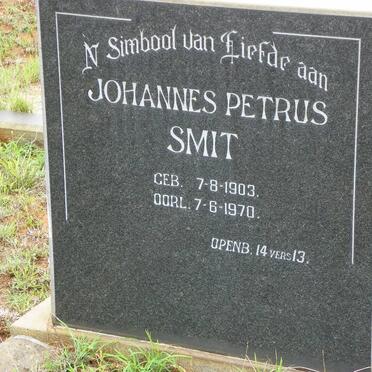 'N Simbool van Liefde aan
JOHANNES PETRUS
SMIT
GEB. 7-8-1903.
OORL. 7-6-1970.
OPENB. 14 VERS 13.